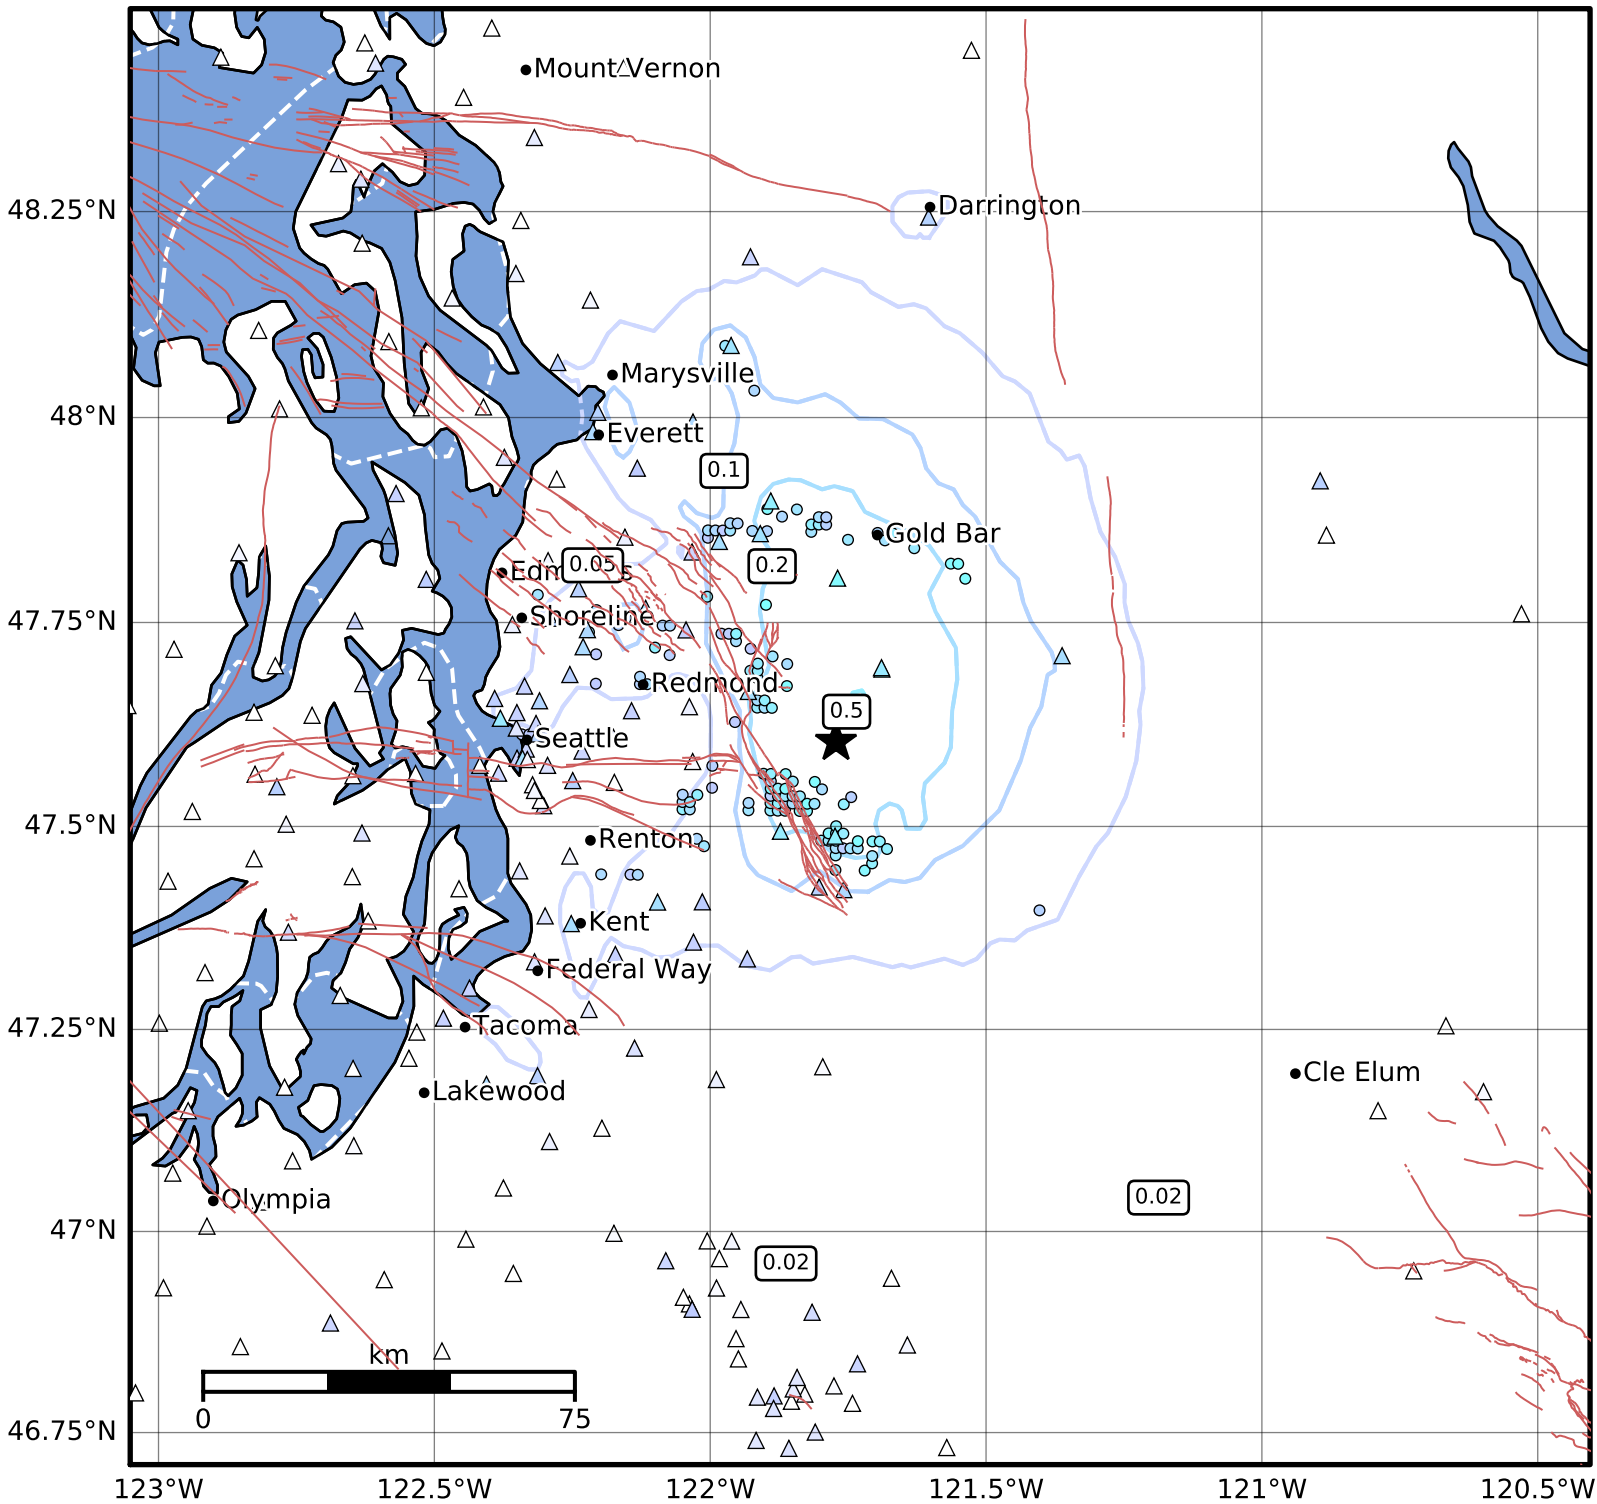 Mount Vernon
48.25°N
Darrington
Marysville
48°N
Everett
0.1
Gold Bar
0.05
0.2
47.75°N
Shoreline
Redmond
0.5
Seattle
47.5°N
Renton
Kent
Federal Way
47.25°N
Tacoma
Cle Elum
Lakewood
0.02
47°N
Olympia
0.02
km
0
75
46.75°N
123°W
122.5°W
122°W
121.5°W
121°W
120.5°W